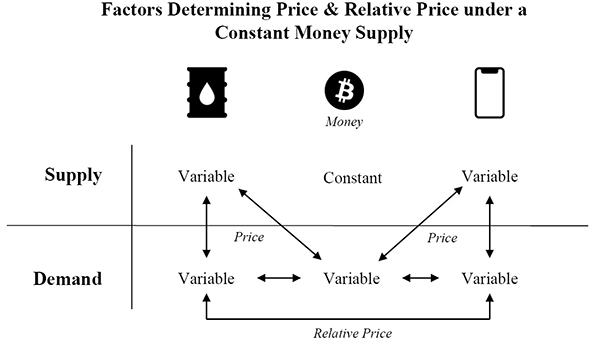 Factors Determining Price & Relative Price under a
Constant Money Supply
Money
Supply
Variable
Constant
Variable
Price
Price
Demand
Variable
Variable
Variable
Relative Price